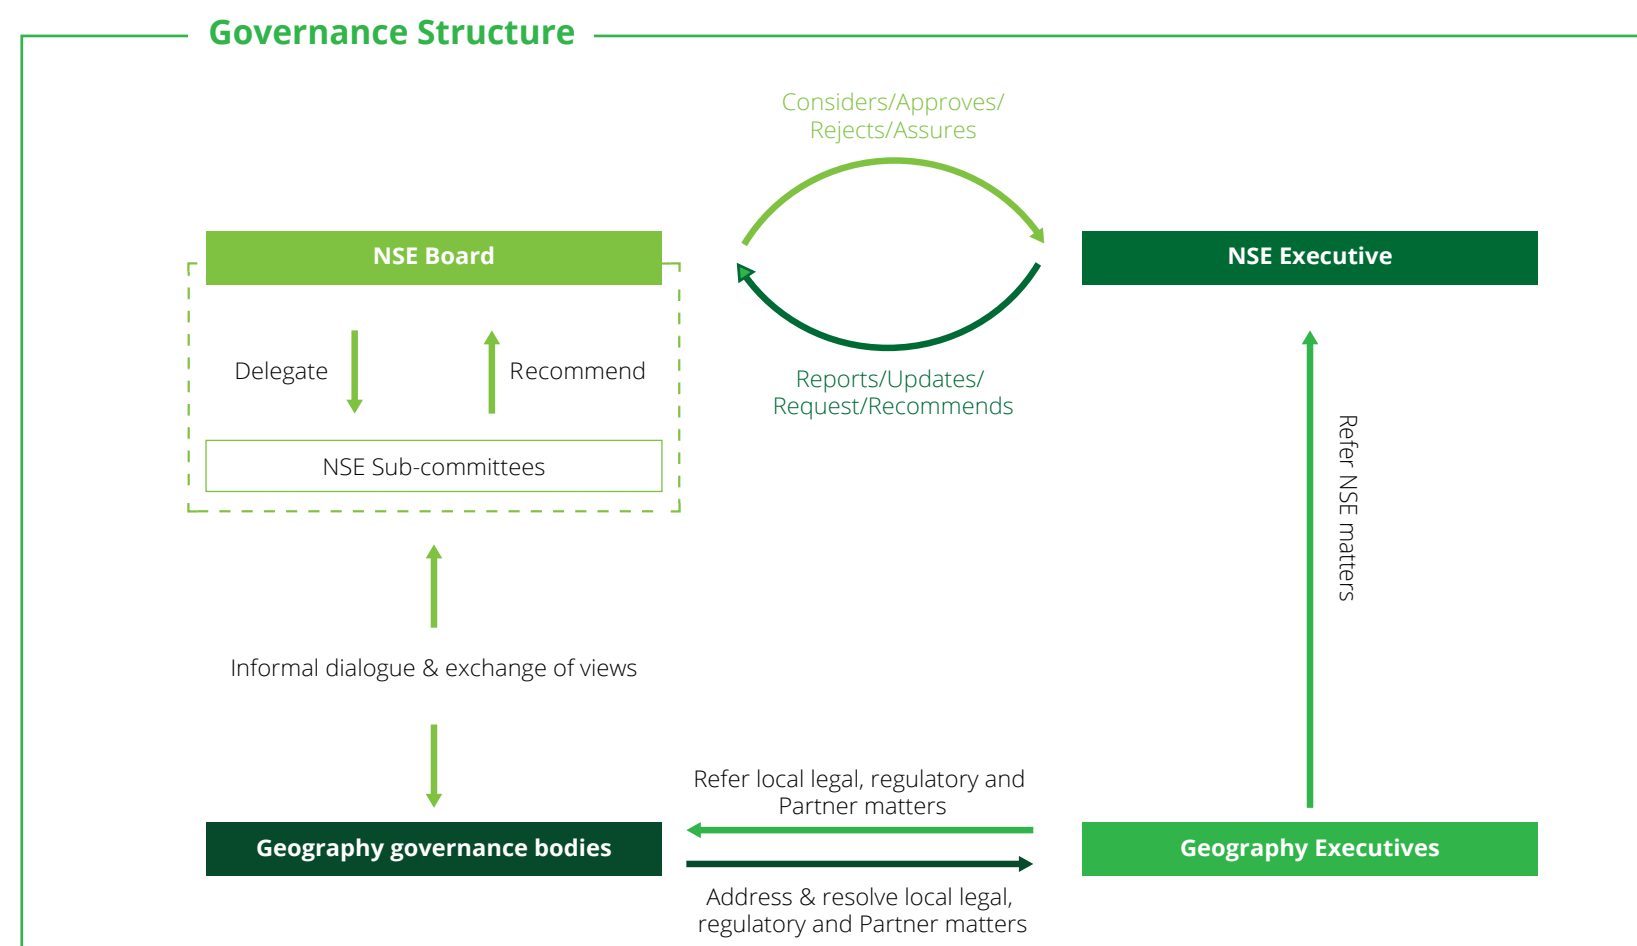 Governance Structure
Considers/Approves/
Rejects/Assures
NSE Board
NSE Executive
Delegate
Recommend
Reports/Updates/
Request/Recommends
NSE Sub-committees
Refer NSE matters
Informal dialogue & exchange of views
Refer local legal, regulatory and
Partner matters
Geography governance bodies
Geography Executives
Address & resolve local legal,
regulatory and Partner matters